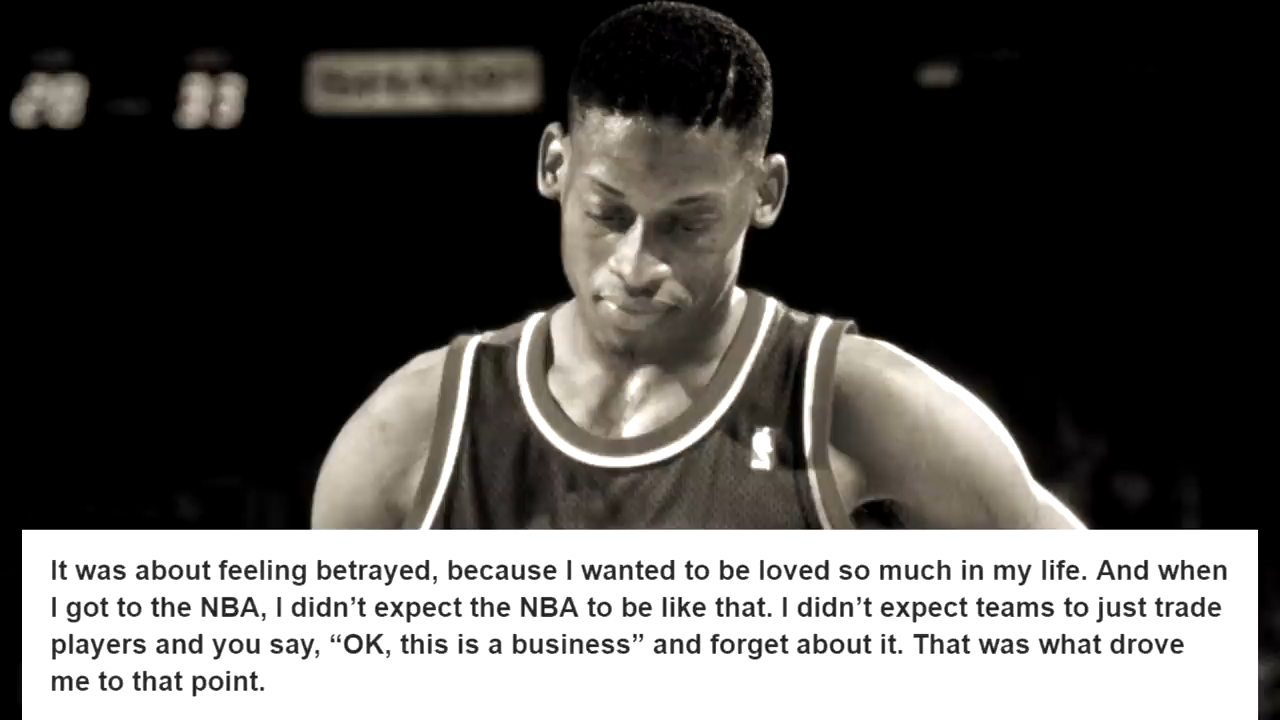 It was about feeling betrayed, because I wanted to be loved so much in my life. And when
I got to the NBA, I didn’t expect the NBA to be like that. I didn’t expect teams to just trade
players and you say, “OK, this is a business” and forget about it. That was what drove
me to that point.